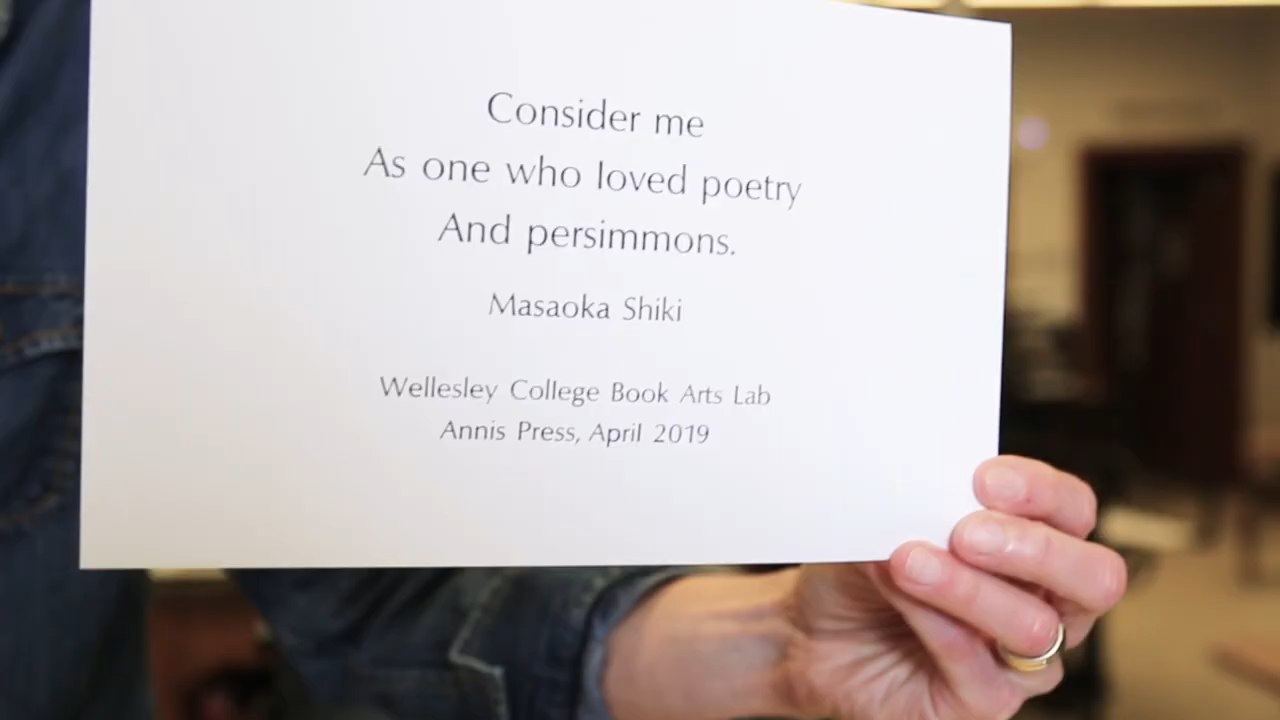 Consider me
As one who loved poetry
And persimmons.
Masaoka Shiki
Wellesley College Book Arts Lab
Annis Press, April 2019